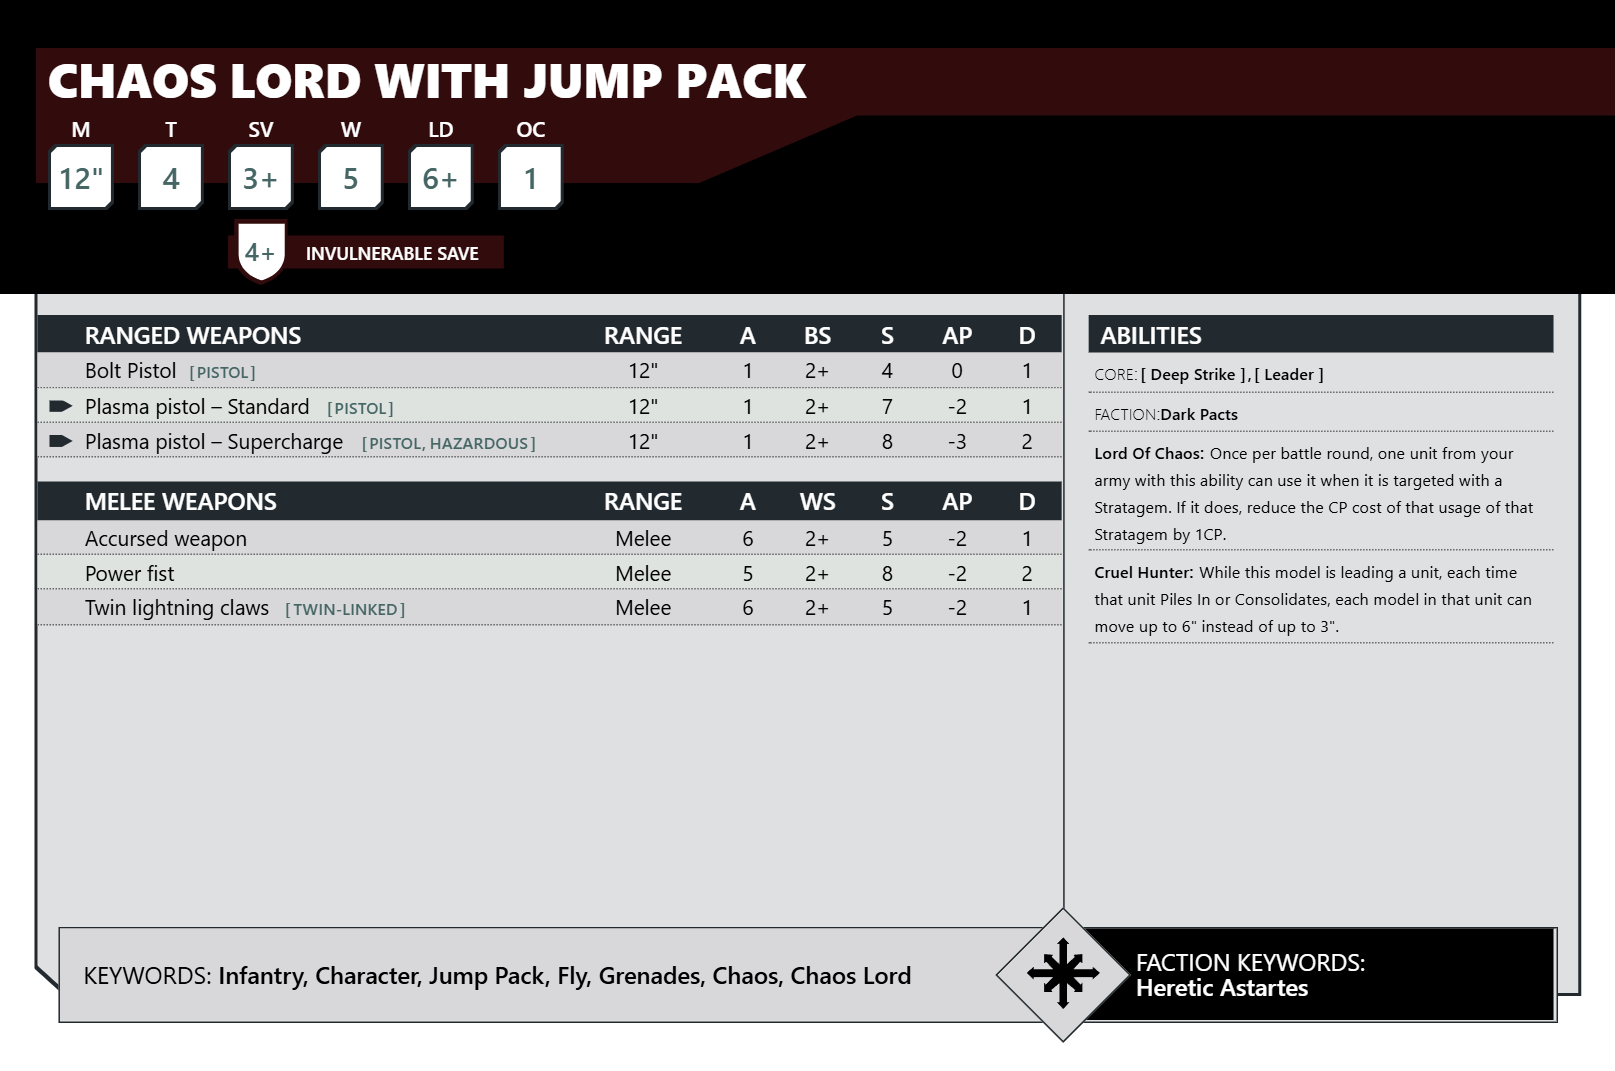 CHAOS LORD WITH JUMP PACK
M T SV W LD OC
12" 4 3+ 5 6+ 1
4+ INVULNERABLE SAVE
RANGED WEAPONS RANGE A BS S AP D
Bolt Pistol [PISTOL] 12" 1 2+ 4 0 1
Plasma pistol – Standard [PISTOL] 12" 1 2+ 7 -2 1
Plasma pistol – Supercharge [PISTOL, HAZARDOUS] 12" 1 2+ 8 -3 2
MELEE WEAPONS RANGE A WS S AP D
Accursed weapon Melee 6 2+ 5 -2 1
Power fist Melee 5 2+ 8 -2 2
Twin lightning claws [TWIN-LINKED] Melee 6 2+ 5 -2 1
ABILITIES
CORE: [ Deep Strike ],[ Leader ]
FACTION:Dark Pacts
Lord Of Chaos: Once per battle round, one unit from your
army with this ability can use it when it is targeted with a
Stratagem. If it does, reduce the CP cost of that usage of that
Stratagem by 1CP.
Cruel Hunter: While this model is leading a unit, each time
that unit Piles In or Consolidates, each model in that unit can
move up to 6" instead of up to 3".
KEYWORDS: Infantry, Character, Jump Pack, Fly, Grenades, Chaos, Chaos Lord
FACTION KEYWORDS:
Heretic Astartes